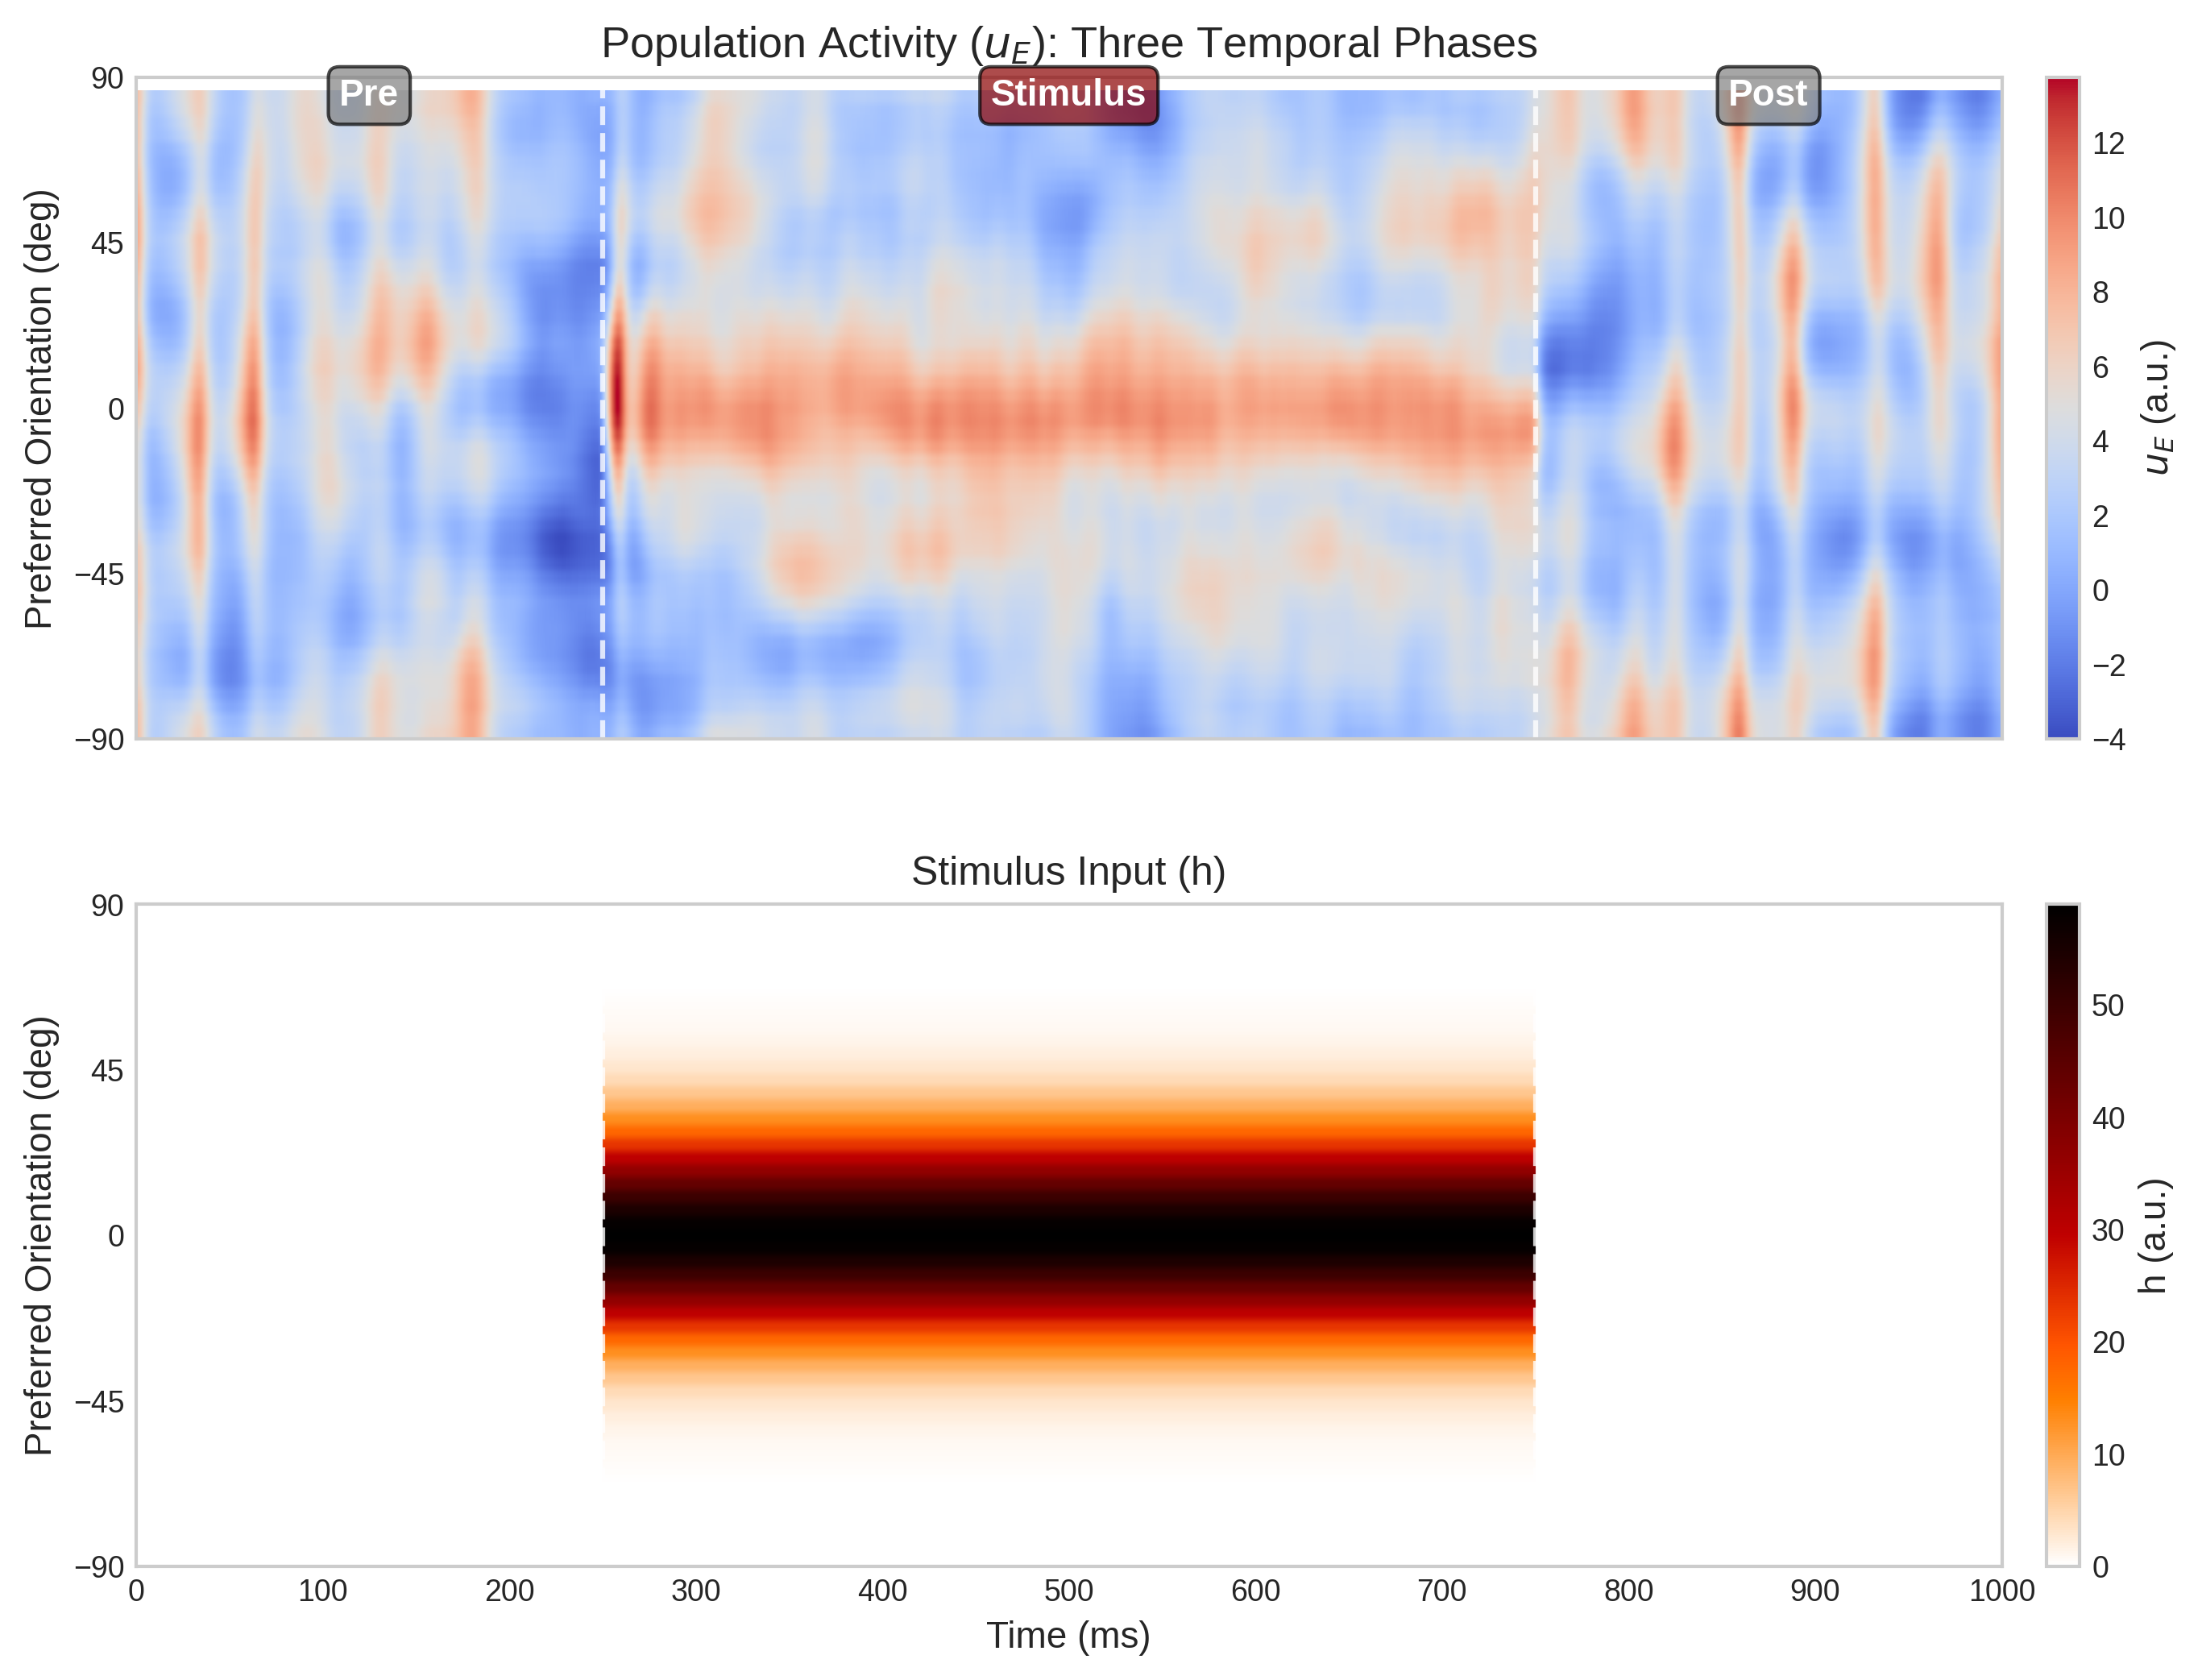 Population Activity (u_E): Three Temporal Phases
Pre
Stimulus
Post
Preferred Orientation (deg)
90
45
0
−45
−90
12
10
8
6
4
2
0
−2
−4
u_E (a.u.)
Stimulus Input (h)
Preferred Orientation (deg)
90
45
0
−45
−90
0 100 200 300 400 500 600 700 800 900 1000
Time (ms)
50
40
30
20
10
0
h (a.u.)